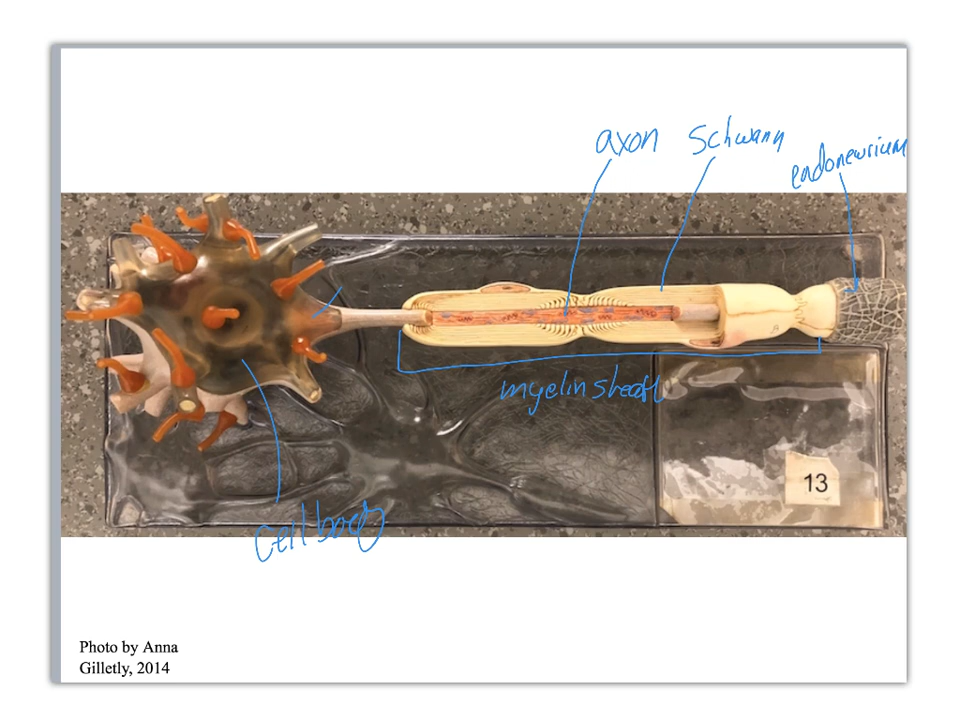 axon
Schwann
endoneurium
myelin sheath
13
Cell body
Photo by Anna
Gilletly, 2014